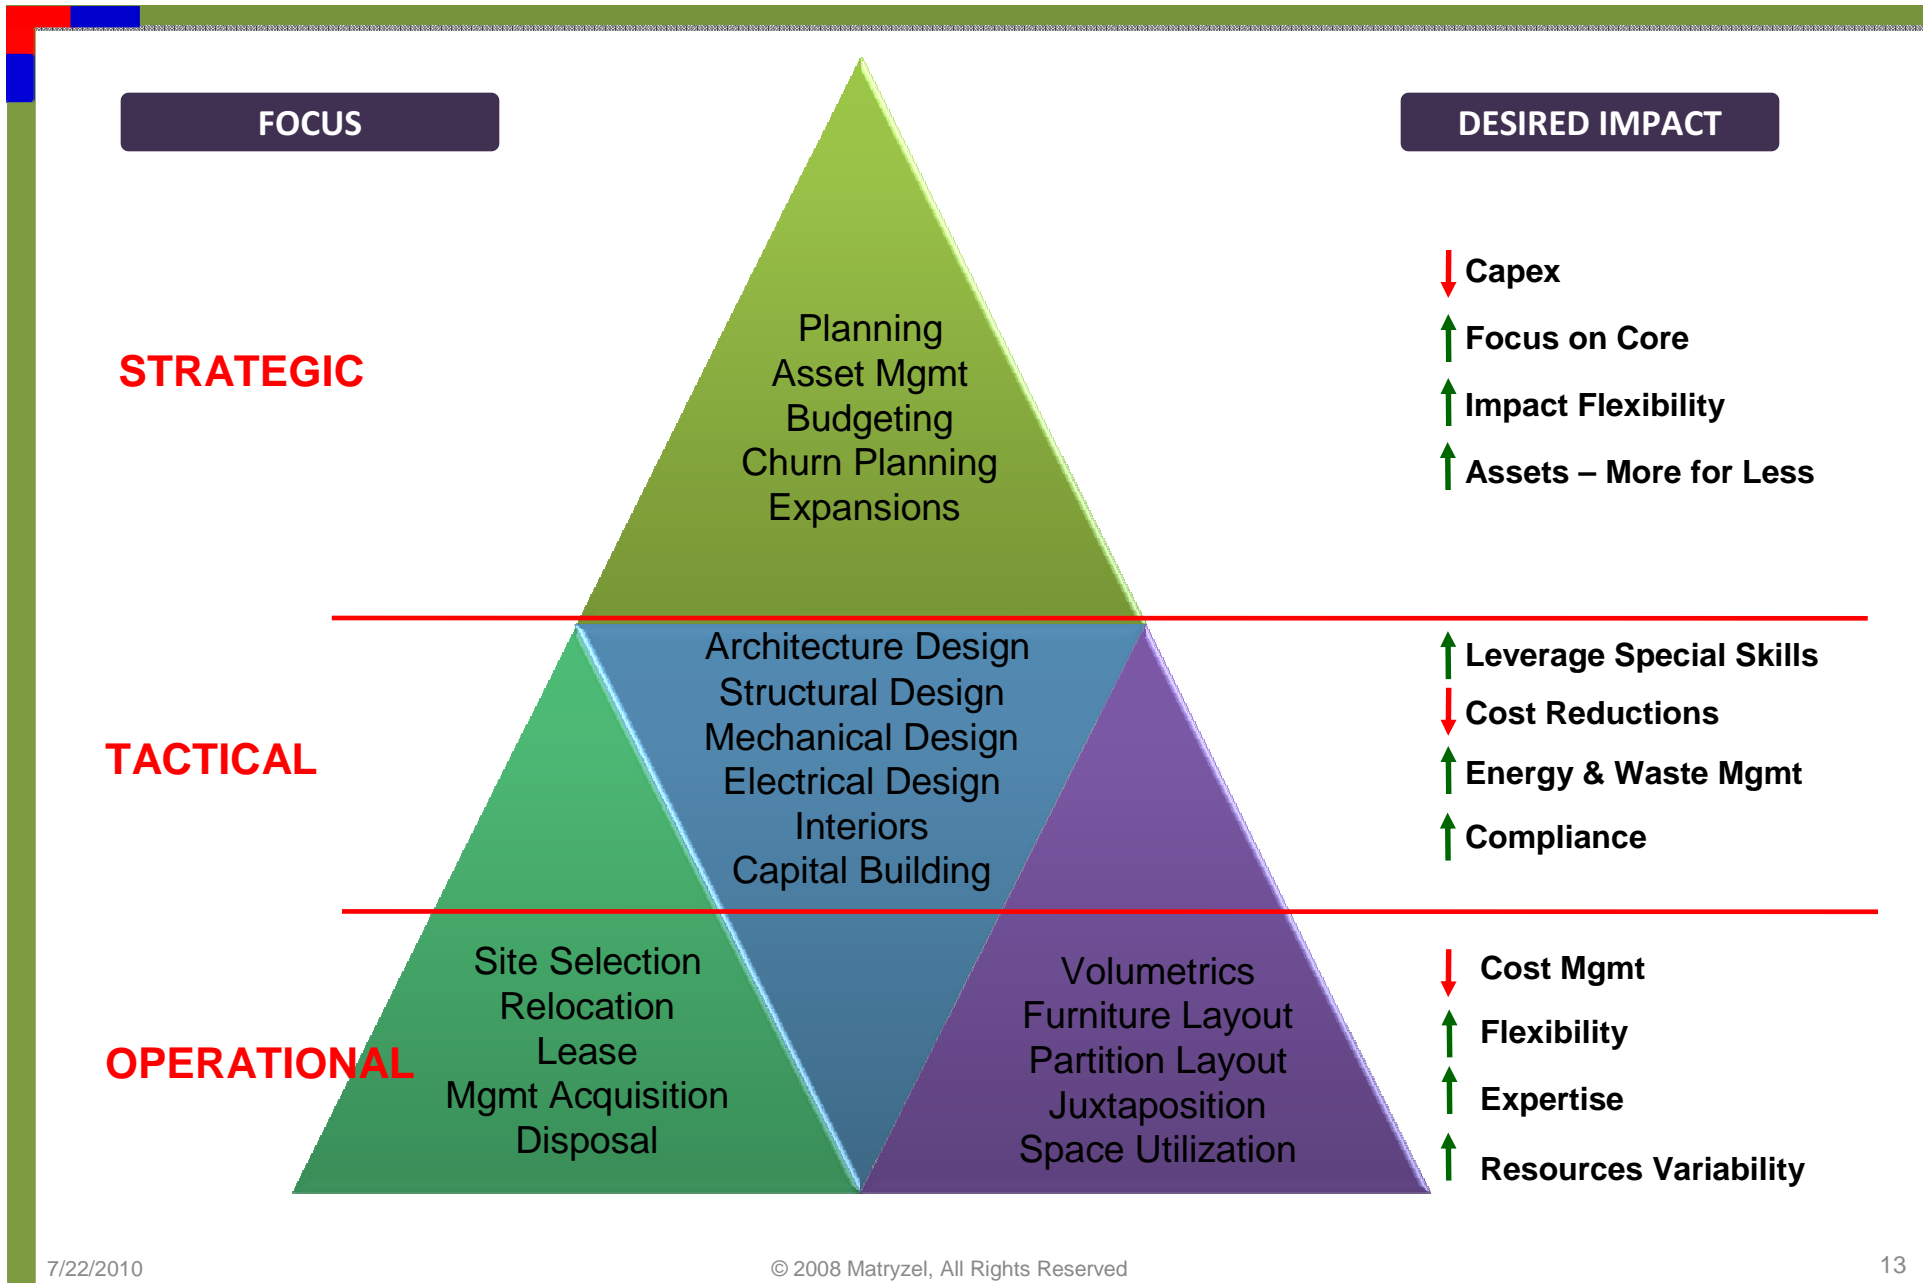 FOCUS
DESIRED IMPACT
STRATEGIC
Planning
Asset Mgmt
Budgeting
Churn Planning
Expansions
Capex
Focus on Core
Impact Flexibility
Assets – More for Less
TACTICAL
Architecture Design
Structural Design
Mechanical Design
Electrical Design
Interiors
Capital Building
Leverage Special Skills
Cost Reductions
Energy & Waste Mgmt
Compliance
OPERATIONAL
Site Selection
Relocation
Lease
Mgmt Acquisition
Disposal
Volumetrics
Furniture Layout
Partition Layout
Juxtaposition
Space Utilization
Cost Mgmt
Flexibility
Expertise
Resources Variability
7/22/2010
© 2008 Matryzel, All Rights Reserved
13